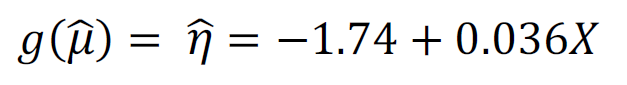 g(μ̂) = η̂ = −1.74 + 0.036X